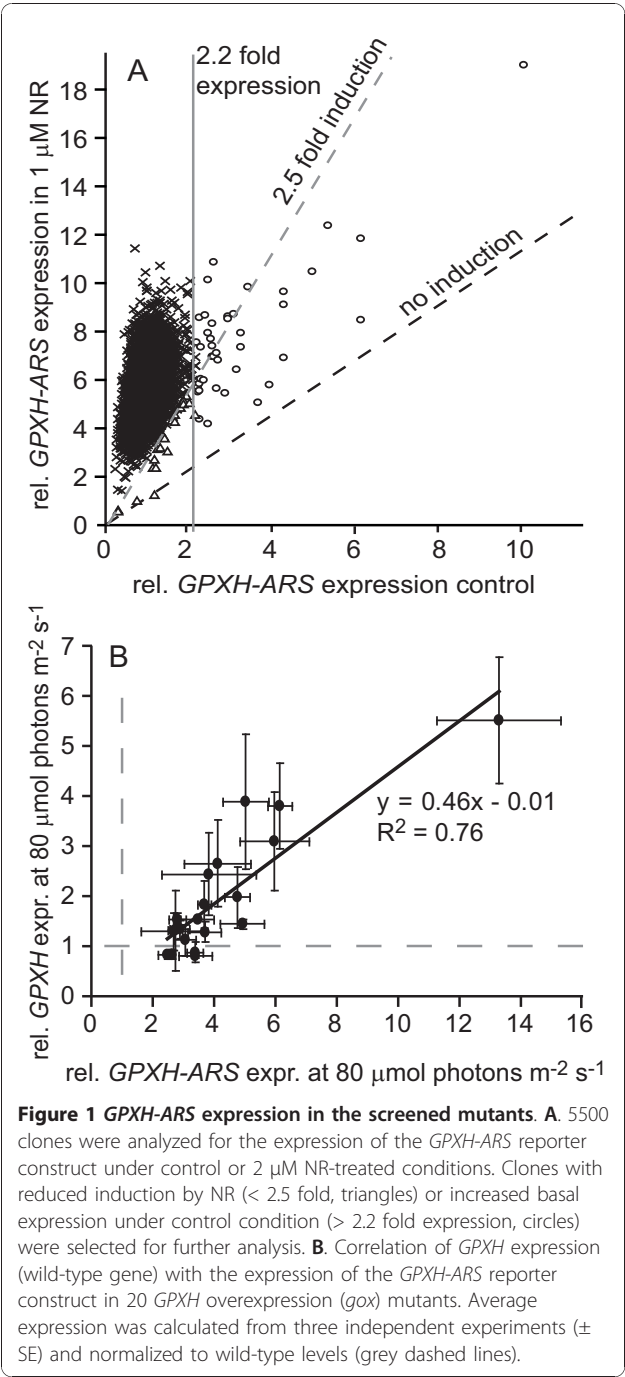 A
2.2 fold
expression
2.5 fold induction
no induction
rel. GPXH-ARS expression in 1 µM NR
18
16
14
12
10
8
6
4
2
0
0 2 4 6 8 10
rel. GPXH-ARS expression control
B
rel. GPXH expr. at 80 µmol photons m-2 s-1
7
6
5
4
3
2
1
0
y = 0.46x - 0.01
R2 = 0.76
0 2 4 6 8 10 12 14 16
rel. GPXH-ARS expr. at 80 µmol photons m-2 s-1
Figure 1 GPXH-ARS expression in the screened mutants. A. 5500
clones were analyzed for the expression of the GPXH-ARS reporter
construct under control or 2 µM NR-treated conditions. Clones with
reduced induction by NR (< 2.5 fold, triangles) or increased basal
expression under control condition (> 2.2 fold expression, circles)
were selected for further analysis. B. Correlation of GPXH expression
(wild-type gene) with the expression of the GPXH-ARS reporter
construct in 20 GPXH overexpression (gox) mutants. Average
expression was calculated from three independent experiments (±
SE) and normalized to wild-type levels (grey dashed lines).